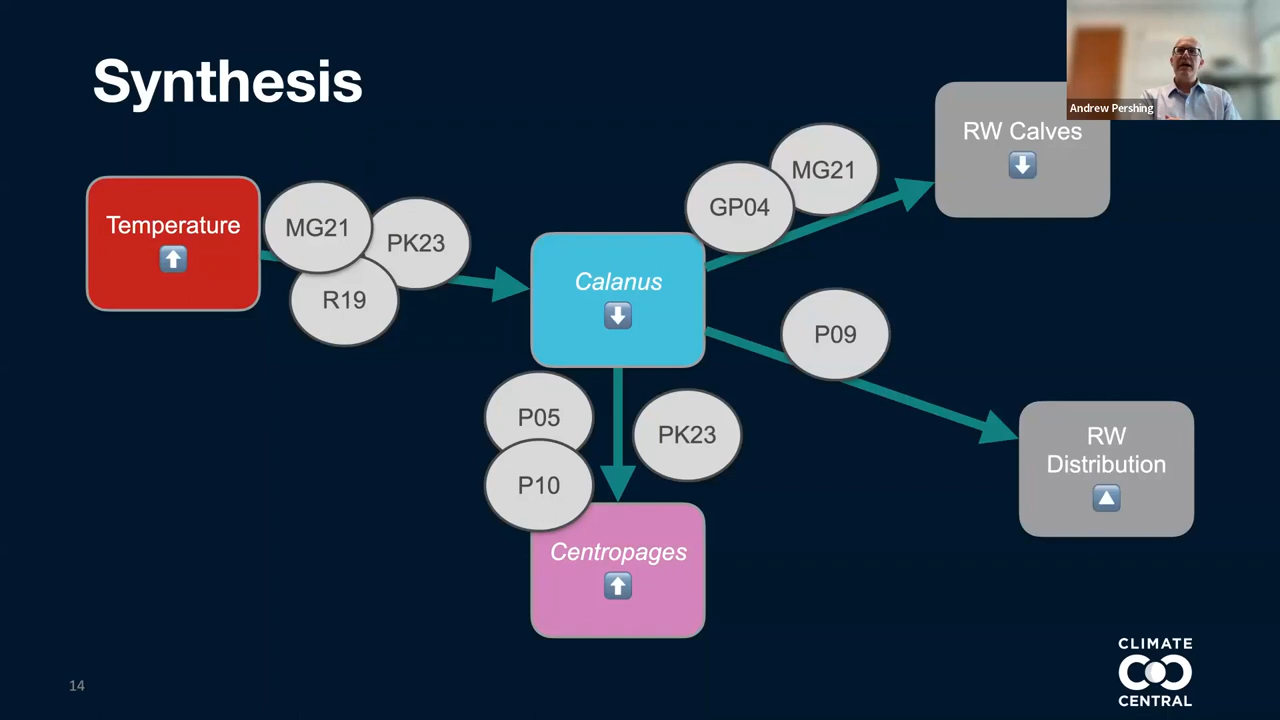 Synthesis
Andrew Pershing
RW Calves
MG21
GP04
Temperature
MG21
PK23
R19
Calanus
P09
P05
PK23
P10
RW
Distribution
Centropages
CLIMATE
CENTRAL
14